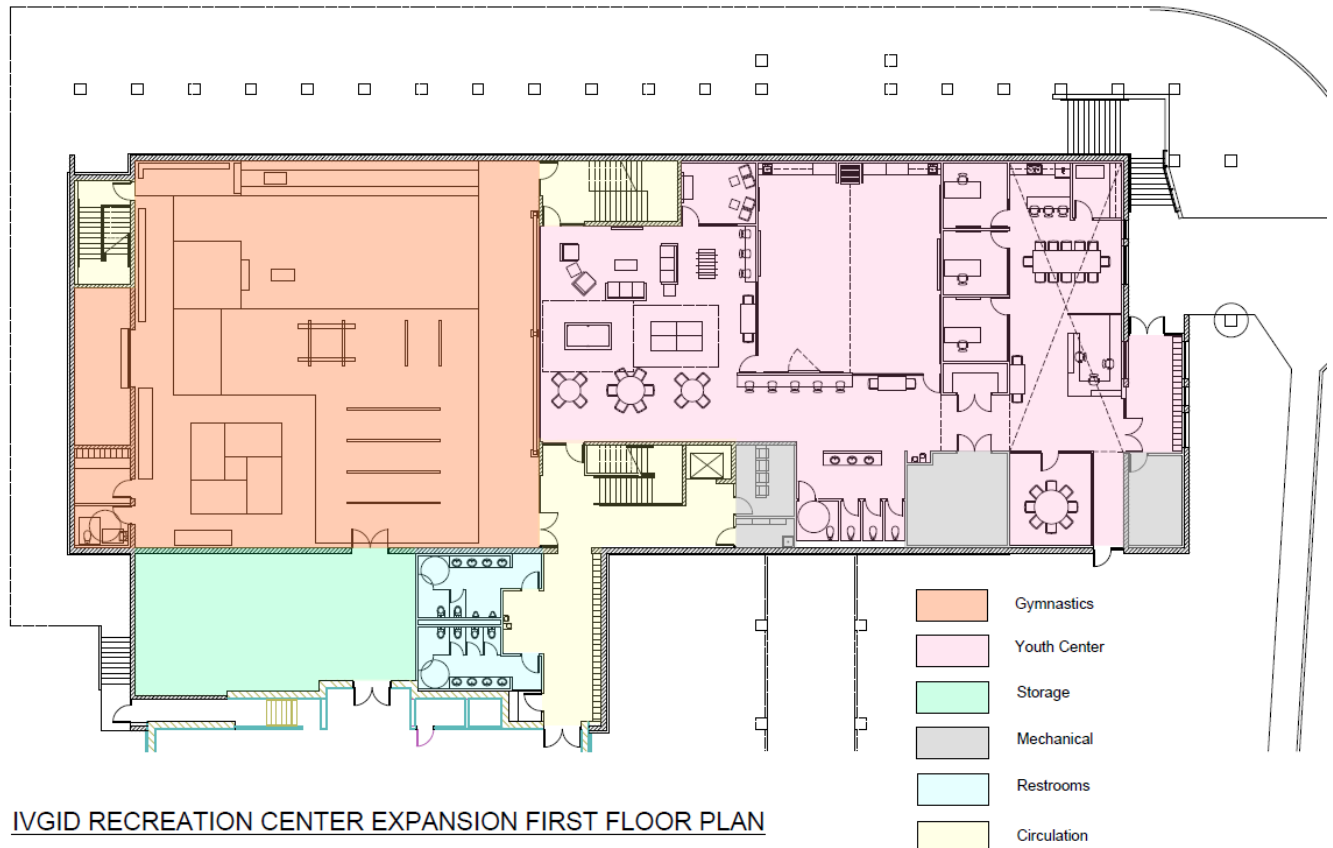 Gymnastics
Youth Center
Storage
Mechanical
Restrooms
Circulation
IVGID RECREATION CENTER EXPANSION FIRST FLOOR PLAN